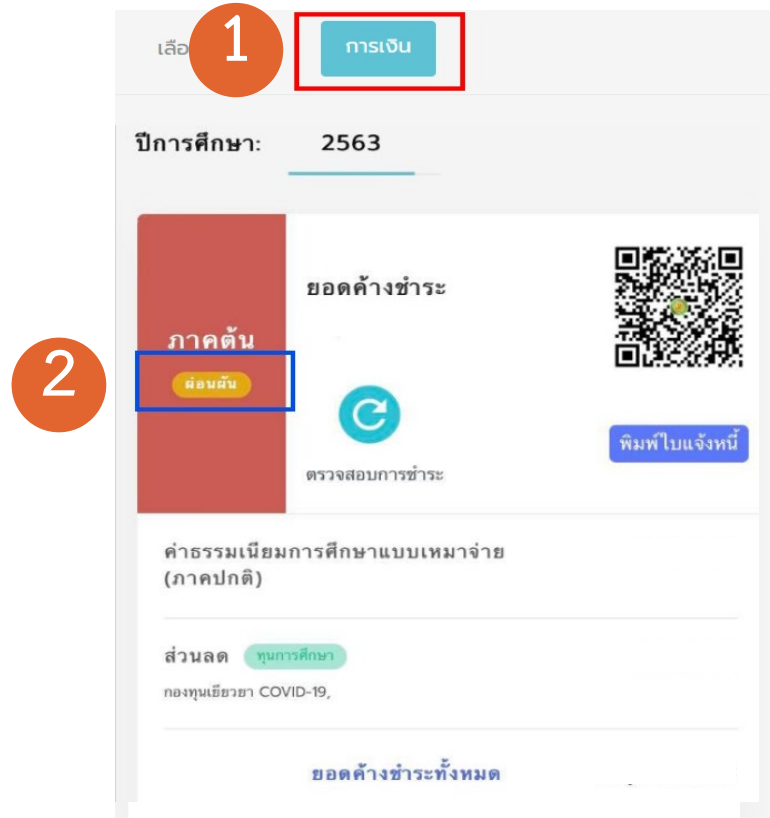 เลือ
1
การเงิน
ปีการศึกษา: 2563
ยอดค้างชำระ
ภาคต้น
2
ผ่อนผัน
พิมพ์ใบแจ้งหนี้
ตรวจสอบการชำระ
ค่าธรรมเนียมการศึกษาแบบเหมาจ่าย
(ภาคปกติ)
ส่วนลด ทุนการศึกษา
กองทุนเยียวยา COVID-19,
ยอดค้างชำระทั้งหมด